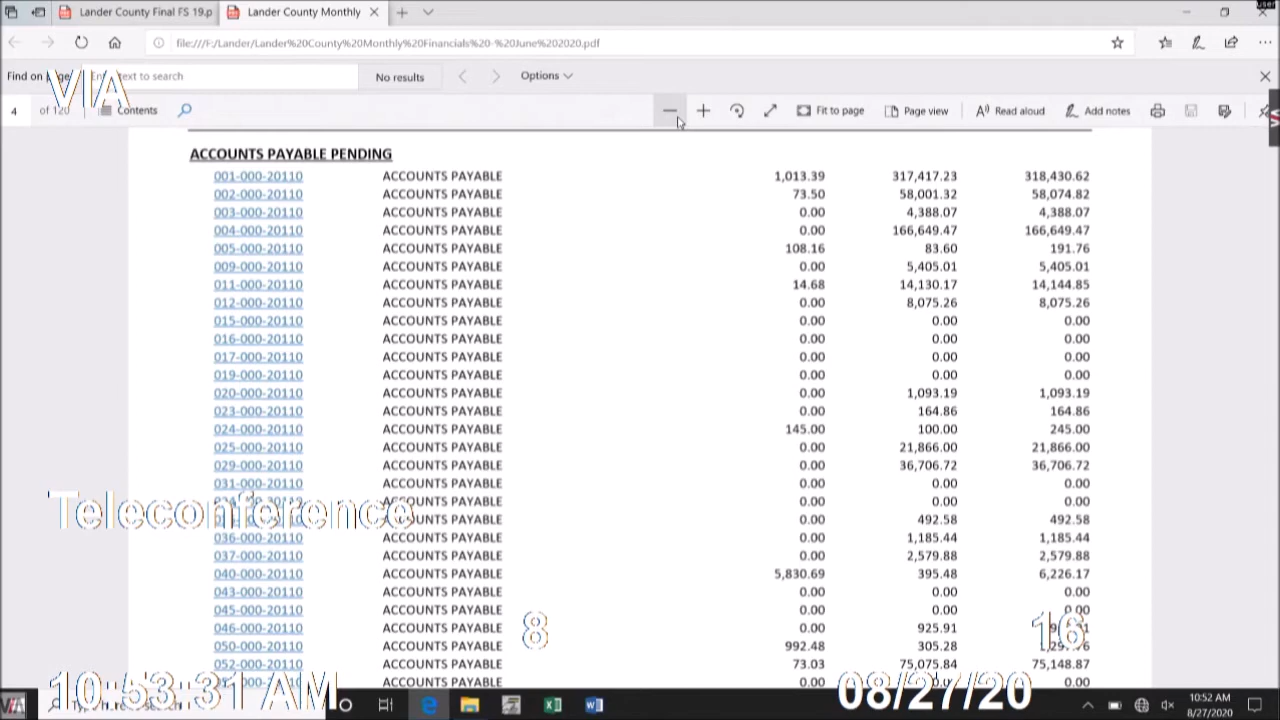 user
Lander County Final FS 19.p
Lander County Monthly
file:///F:/Lander/Lander%20County%20Monthly%20Financials%20-%20June%202020.pdf
Find on page
Enter text to search
No results
Options
VIA
4 of 120
Contents
Fit to page
Page view
Read aloud
Add notes
ACCOUNTS PAYABLE PENDING
001-000-20110 ACCOUNTS PAYABLE 1,013.39 317,417.23 318,430.62
002-000-20110 ACCOUNTS PAYABLE 73.50 58,001.32 58,074.82
003-000-20110 ACCOUNTS PAYABLE 0.00 4,388.07 4,388.07
004-000-20110 ACCOUNTS PAYABLE 0.00 166,649.47 166,649.47
005-000-20110 ACCOUNTS PAYABLE 108.16 83.60 191.76
009-000-20110 ACCOUNTS PAYABLE 0.00 5,405.01 5,405.01
011-000-20110 ACCOUNTS PAYABLE 14.68 14,130.17 14,144.85
012-000-20110 ACCOUNTS PAYABLE 0.00 8,075.26 8,075.26
015-000-20110 ACCOUNTS PAYABLE 0.00 0.00 0.00
016-000-20110 ACCOUNTS PAYABLE 0.00 0.00 0.00
017-000-20110 ACCOUNTS PAYABLE 0.00 0.00 0.00
019-000-20110 ACCOUNTS PAYABLE 0.00 0.00 0.00
020-000-20110 ACCOUNTS PAYABLE 0.00 1,093.19 1,093.19
023-000-20110 ACCOUNTS PAYABLE 0.00 164.86 164.86
024-000-20110 ACCOUNTS PAYABLE 145.00 100.00 245.00
025-000-20110 ACCOUNTS PAYABLE 0.00 21,866.00 21,866.00
029-000-20110 ACCOUNTS PAYABLE 0.00 36,706.72 36,706.72
031-000-20110 ACCOUNTS PAYABLE 0.00 0.00 0.00
ACCOUNTS PAYABLE 0.00 0.00 0.00
Teleconference
ACCOUNTS PAYABLE 0.00 492.58 492.58
036-000-20110 ACCOUNTS PAYABLE 0.00 1,185.44 1,185.44
037-000-20110 ACCOUNTS PAYABLE 0.00 2,579.88 2,579.88
040-000-20110 ACCOUNTS PAYABLE 5,830.69 395.48 6,226.17
043-000-20110 ACCOUNTS PAYABLE 0.00 0.00 0.00
045-000-20110 ACCOUNTS PAYABLE 0.00 0.00 0.00
046-000-20110 ACCOUNTS PAYABLE 0.00 925.91
8 16
050-000-20110 ACCOUNTS PAYABLE 992.48 305.28
052-000-20110 ACCOUNTS PAYABLE 73.03 75,075.84 75,148.87
ACCOUNTS PAYABLE 0.00 0.00
10:53:31 AM 08/27/20
10:52 AM
8/27/2020